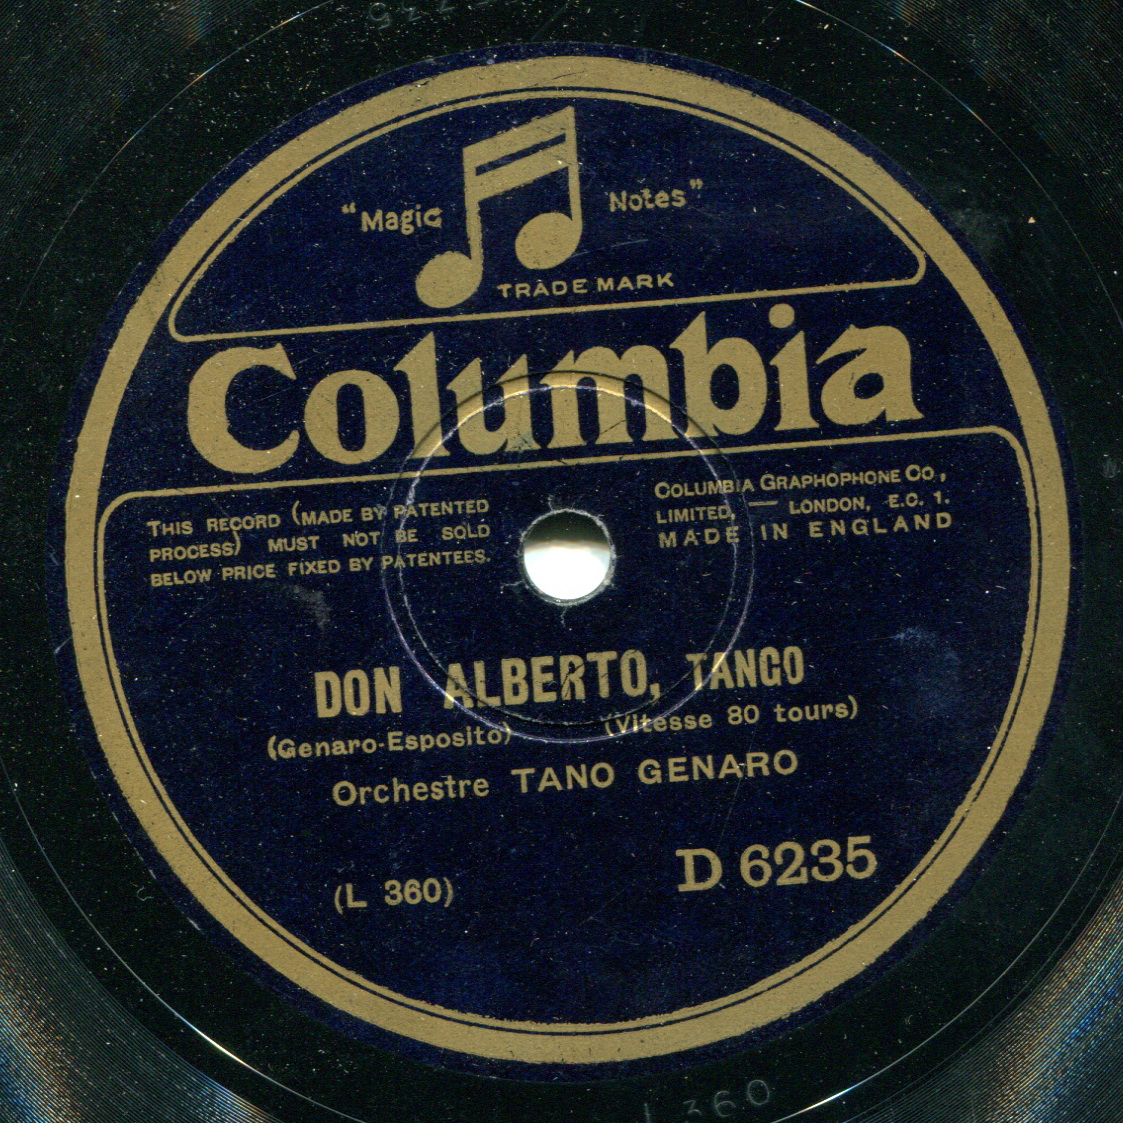 "Magic Notes"
TRADE MARK
Columbia
THIS RECORD (MADE BY PATENTED
PROCESS) MUST NOT BE SOLD
BELOW PRICE FIXED BY PATENTEES.
COLUMBIA GRAPHOPHONE CO.,
LIMITED, — LONDON, E.C. 1.
MADE IN ENGLAND
DON ALBERTO, TANGO
(Genaro-Esposito) (Vitesse 80 tours)
Orchestre TANO GENARO
D 6235
(L 360)
L 360